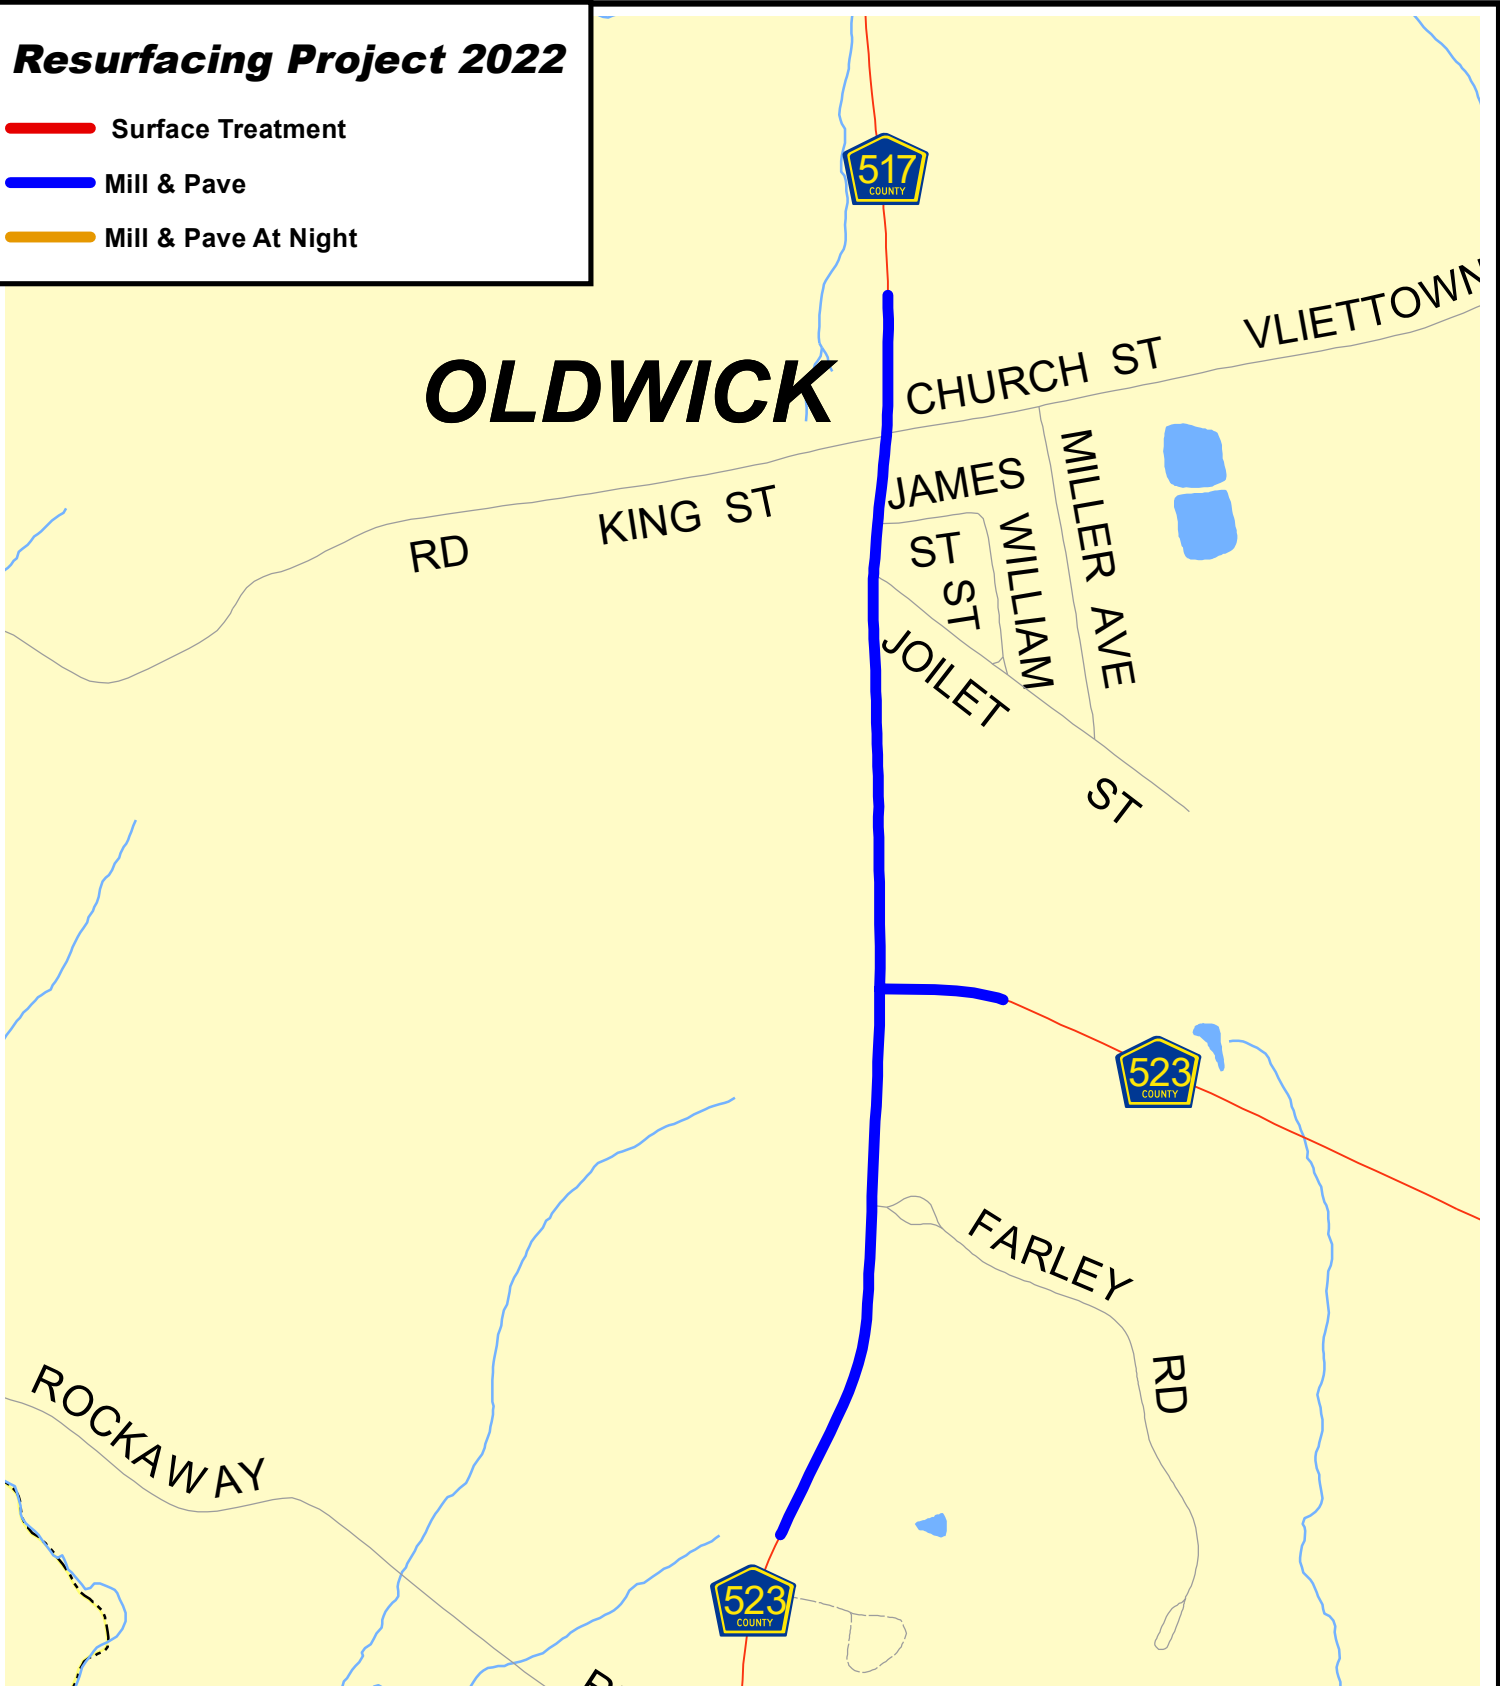 Resurfacing Project 2022
Surface Treatment
Mill & Pave
Mill & Pave At Night
517
COUNTY
OLDWICK
CHURCH ST
VLIETTOWN
KING ST
RD
JAMES
ST
WILLIAM
ST
MILLER AVE
JOILET
ST
523
COUNTY
FARLEY
RD
ROCKAWAY
523
COUNTY